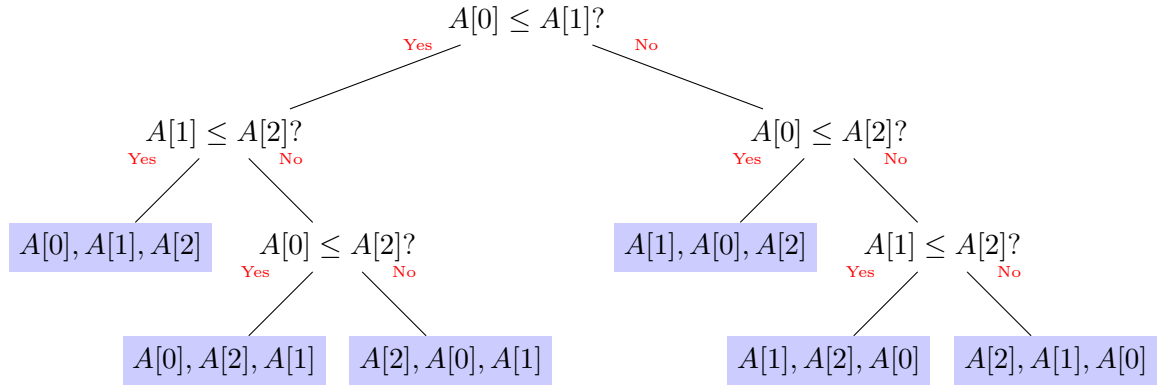 A[0] ≤ A[1]?
Yes No
A[1] ≤ A[2]? A[0] ≤ A[2]?
Yes No Yes No
A[0], A[1], A[2] A[0] ≤ A[2]? A[1], A[0], A[2] A[1] ≤ A[2]?
Yes No Yes No
A[0], A[2], A[1] A[2], A[0], A[1] A[1], A[2], A[0] A[2], A[1], A[0]